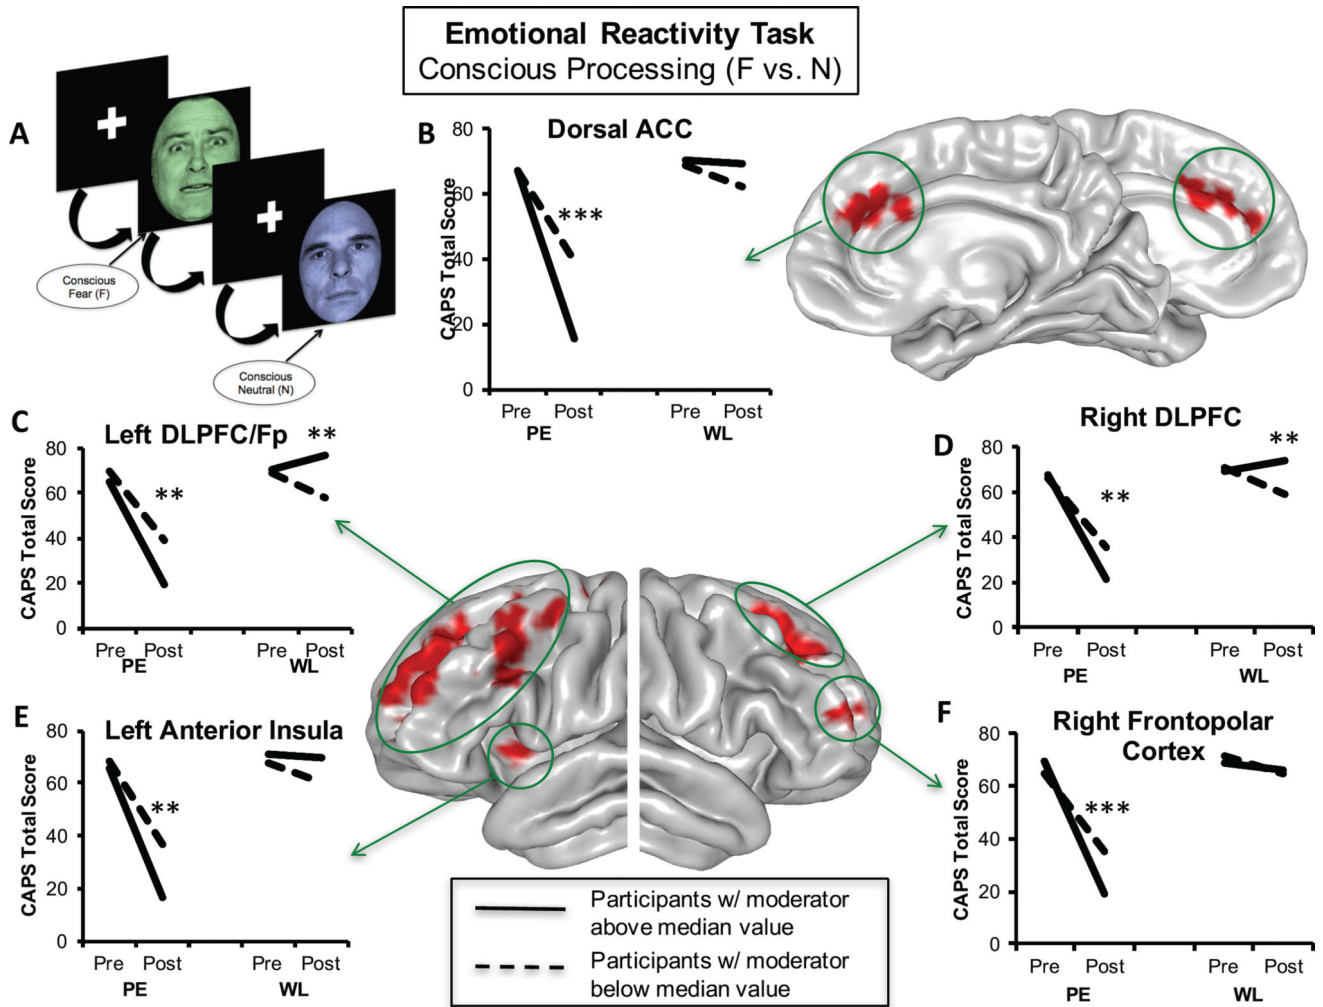 Emotional Reactivity Task
Conscious Processing (F vs. N)
A
Conscious
Fear (F)
Conscious
Neutral (N)
B
Dorsal ACC
CAPS Total Score
80
60
40
20
0
***
Pre
Post
Pre
Post
PE
WL
C
Left DLPFC/Fp
CAPS Total Score
80
60
40
20
0
**
**
Pre
Post
Pre
Post
PE
WL
D
Right DLPFC
CAPS Total Score
80
60
40
20
0
**
**
Pre
Post
Pre
Post
PE
WL
E
Left Anterior Insula
CAPS Total Score
80
60
40
20
0
**
Pre
Post
Pre
Post
PE
WL
F
Right Frontopolar
Cortex
CAPS Total Score
80
60
40
20
0
***
Pre
Post
Pre
Post
PE
WL
Participants w/ moderator
above median value
Participants w/ moderator
below median value